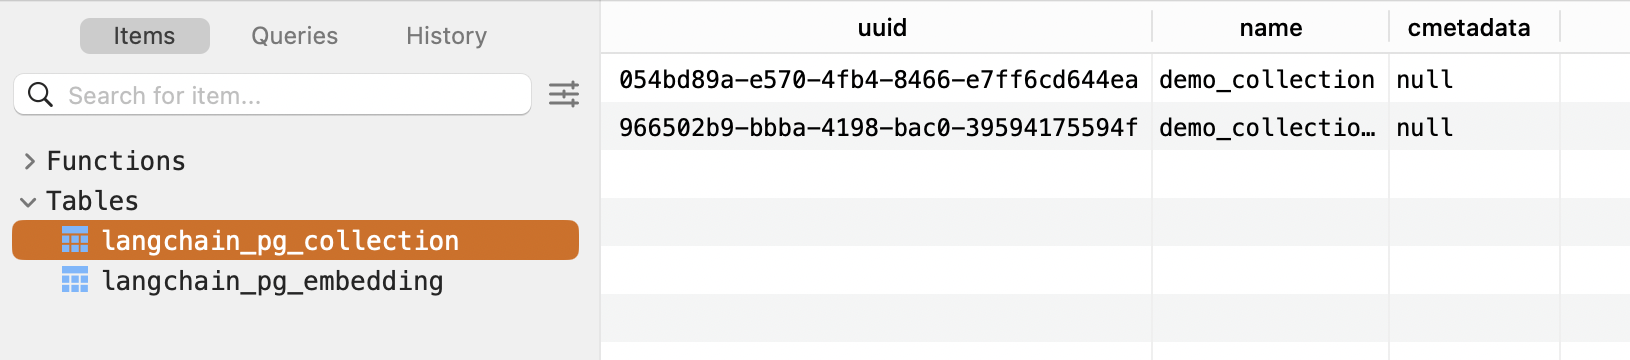 Items Queries History
Search for item...
Functions
Tables
langchain_pg_collection
langchain_pg_embedding
uuid name cmetadata
054bd89a-e570-4fb4-8466-e7ff6cd644ea demo_collection null
966502b9-bbba-4198-bac0-39594175594f demo_collectio… null